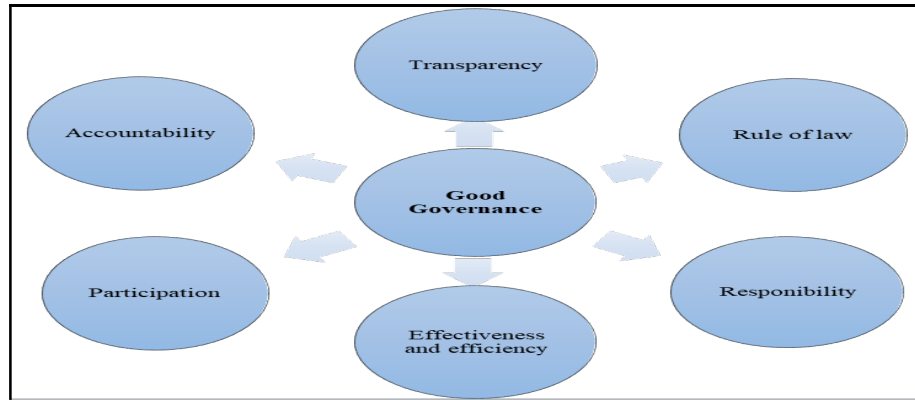 Transparency
Accountability
Rule of law
Good
Governance
Participation
Responibility
Effectiveness
and efficiency